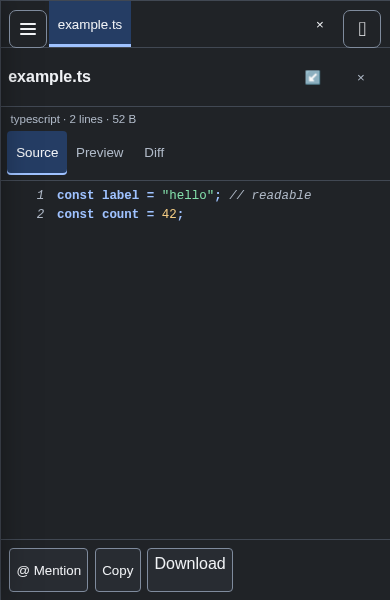 example.ts ×
example.ts ↙ ×
typescript · 2 lines · 52 B
Source Preview Diff
1 const label = "hello"; // readable
2 const count = 42;
@ Mention Copy Download